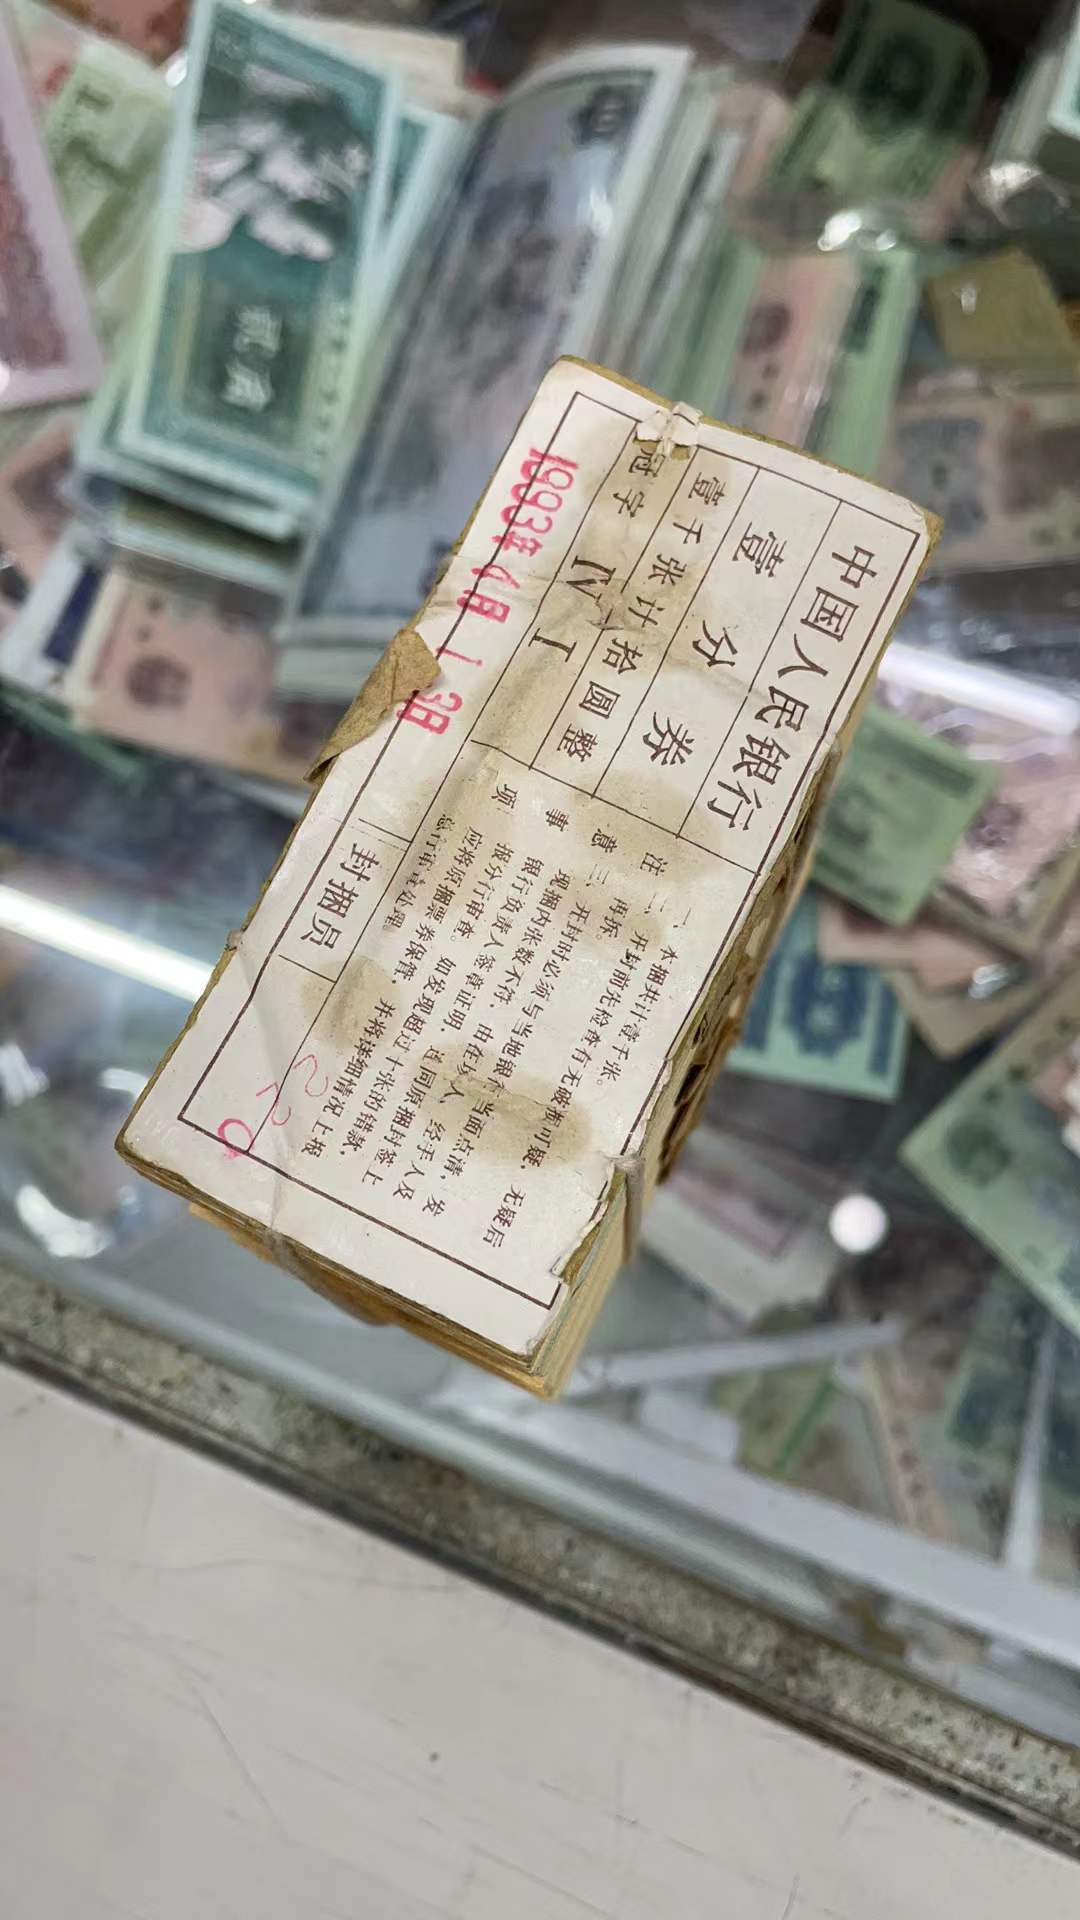 中国人民银行
壹分券
壹千张计拾圆整
冠字 IV I
1993年4月13日
封捆员
注意事项
一、本捆共计壹千张。
二、开封前先检查有无破损可疑，无疑后
再拆。
三、开封时必须与当地银行当面点清，发
现捆内张数不符，由在场人、经手人及
银行负责人签章证明，连同原捆封签上
报分行审查。如发现超过十张的错款，
应将原捆票券保管，并将详细情况上报
总行审查处理。
贰角